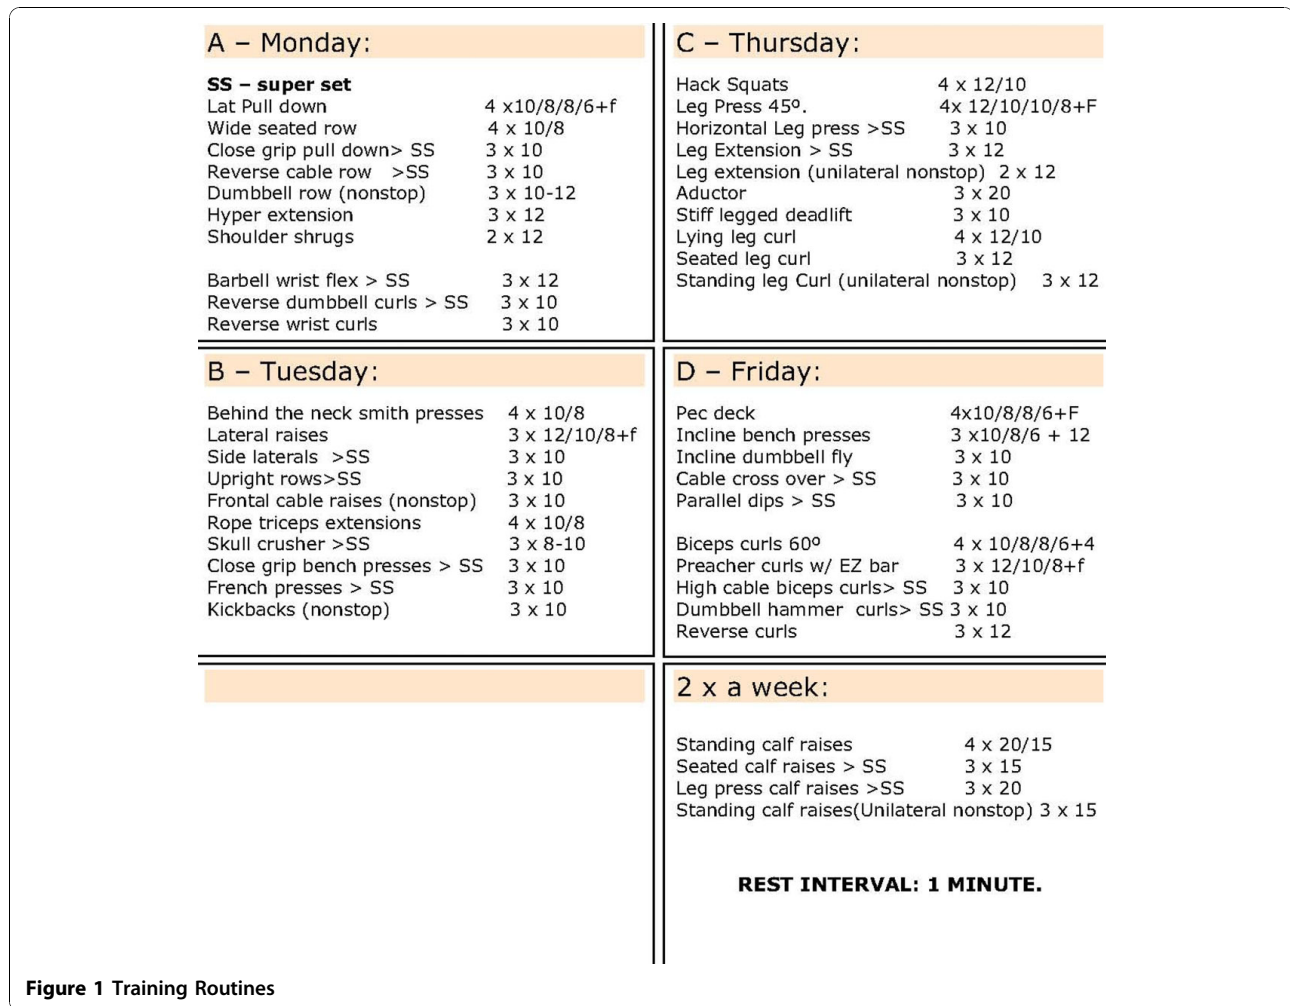 A – Monday:
SS – super set
Lat Pull down 4 x10/8/8/6+f
Wide seated row 4 x 10/8
Close grip pull down> SS 3 x 10
Reverse cable row >SS 3 x 10
Dumbbell row (nonstop) 3 x 10-12
Hyper extension 3 x 12
Shoulder shrugs 2 x 12
Barbell wrist flex > SS 3 x 12
Reverse dumbbell curls > SS 3 x 10
Reverse wrist curls 3 x 10
C – Thursday:
Hack Squats 4 x 12/10
Leg Press 45º. 4x 12/10/10/8+F
Horizontal Leg press >SS 3 x 10
Leg Extension > SS 3 x 12
Leg extension (unilateral nonstop) 2 x 12
Aductor 3 x 20
Stiff legged deadlift 3 x 10
Lying leg curl 4 x 12/10
Seated leg curl 3 x 12
Standing leg Curl (unilateral nonstop) 3 x 12
B – Tuesday:
Behind the neck smith presses 4 x 10/8
Lateral raises 3 x 12/10/8+f
Side laterals >SS 3 x 10
Upright rows>SS 3 x 10
Frontal cable raises (nonstop) 3 x 10
Rope triceps extensions 4 x 10/8
Skull crusher >SS 3 x 8-10
Close grip bench presses > SS 3 x 10
French presses > SS 3 x 10
Kickbacks (nonstop) 3 x 10
D – Friday:
Pec deck 4x10/8/8/6+F
Incline bench presses 3 x10/8/6 + 12
Incline dumbbell fly 3 x 10
Cable cross over > SS 3 x 10
Parallel dips > SS 3 x 10
Biceps curls 60º 4 x 10/8/8/6+4
Preacher curls w/ EZ bar 3 x 12/10/8+f
High cable biceps curls> SS 3 x 10
Dumbbell hammer curls> SS 3 x 10
Reverse curls 3 x 12
2 x a week:
Standing calf raises 4 x 20/15
Seated calf raises > SS 3 x 15
Leg press calf raises >SS 3 x 20
Standing calf raises(Unilateral nonstop) 3 x 15
REST INTERVAL: 1 MINUTE.
Figure 1 Training Routines